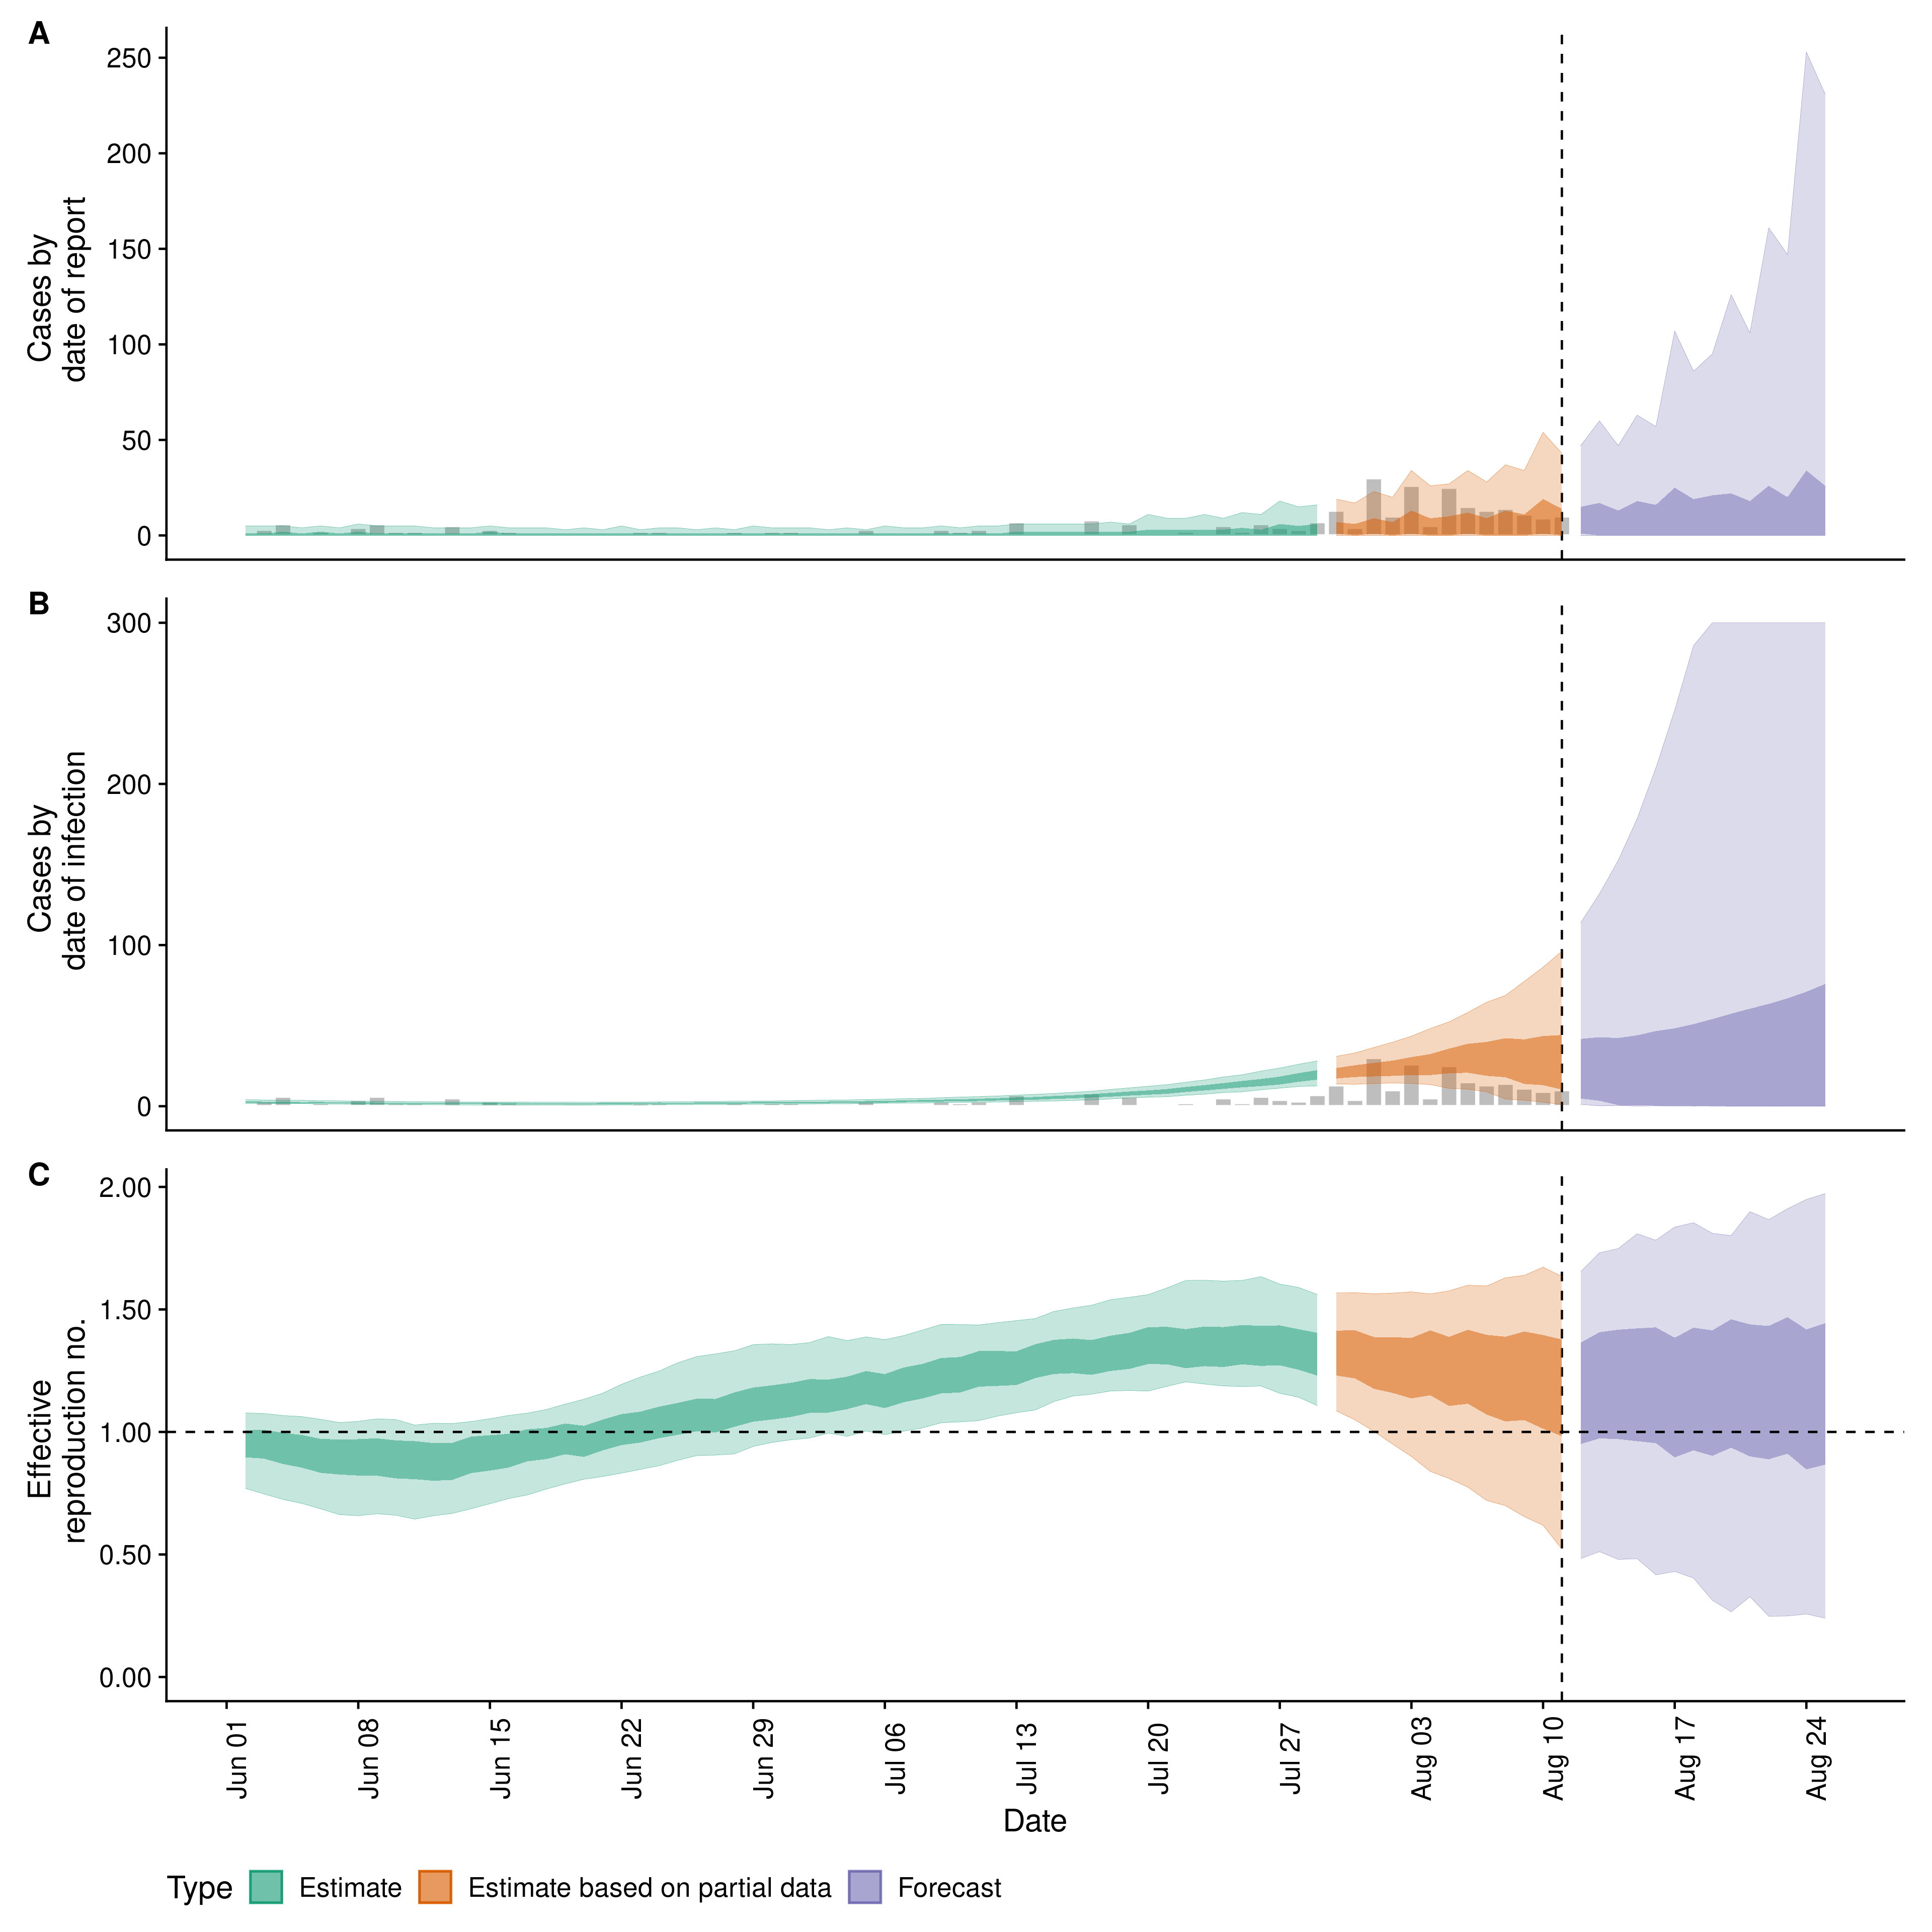 A
Cases by
date of report
250
200
150
100
50
0
B
Cases by
date of infection
300
200
100
0
C
Effective
reproduction no.
2.00
1.50
1.00
0.50
0.00
Jun 01
Jun 08
Jun 15
Jun 22
Jun 29
Jul 06
Jul 13
Jul 20
Jul 27
Aug 03
Aug 10
Aug 17
Aug 24
Date
Type Estimate Estimate based on partial data Forecast